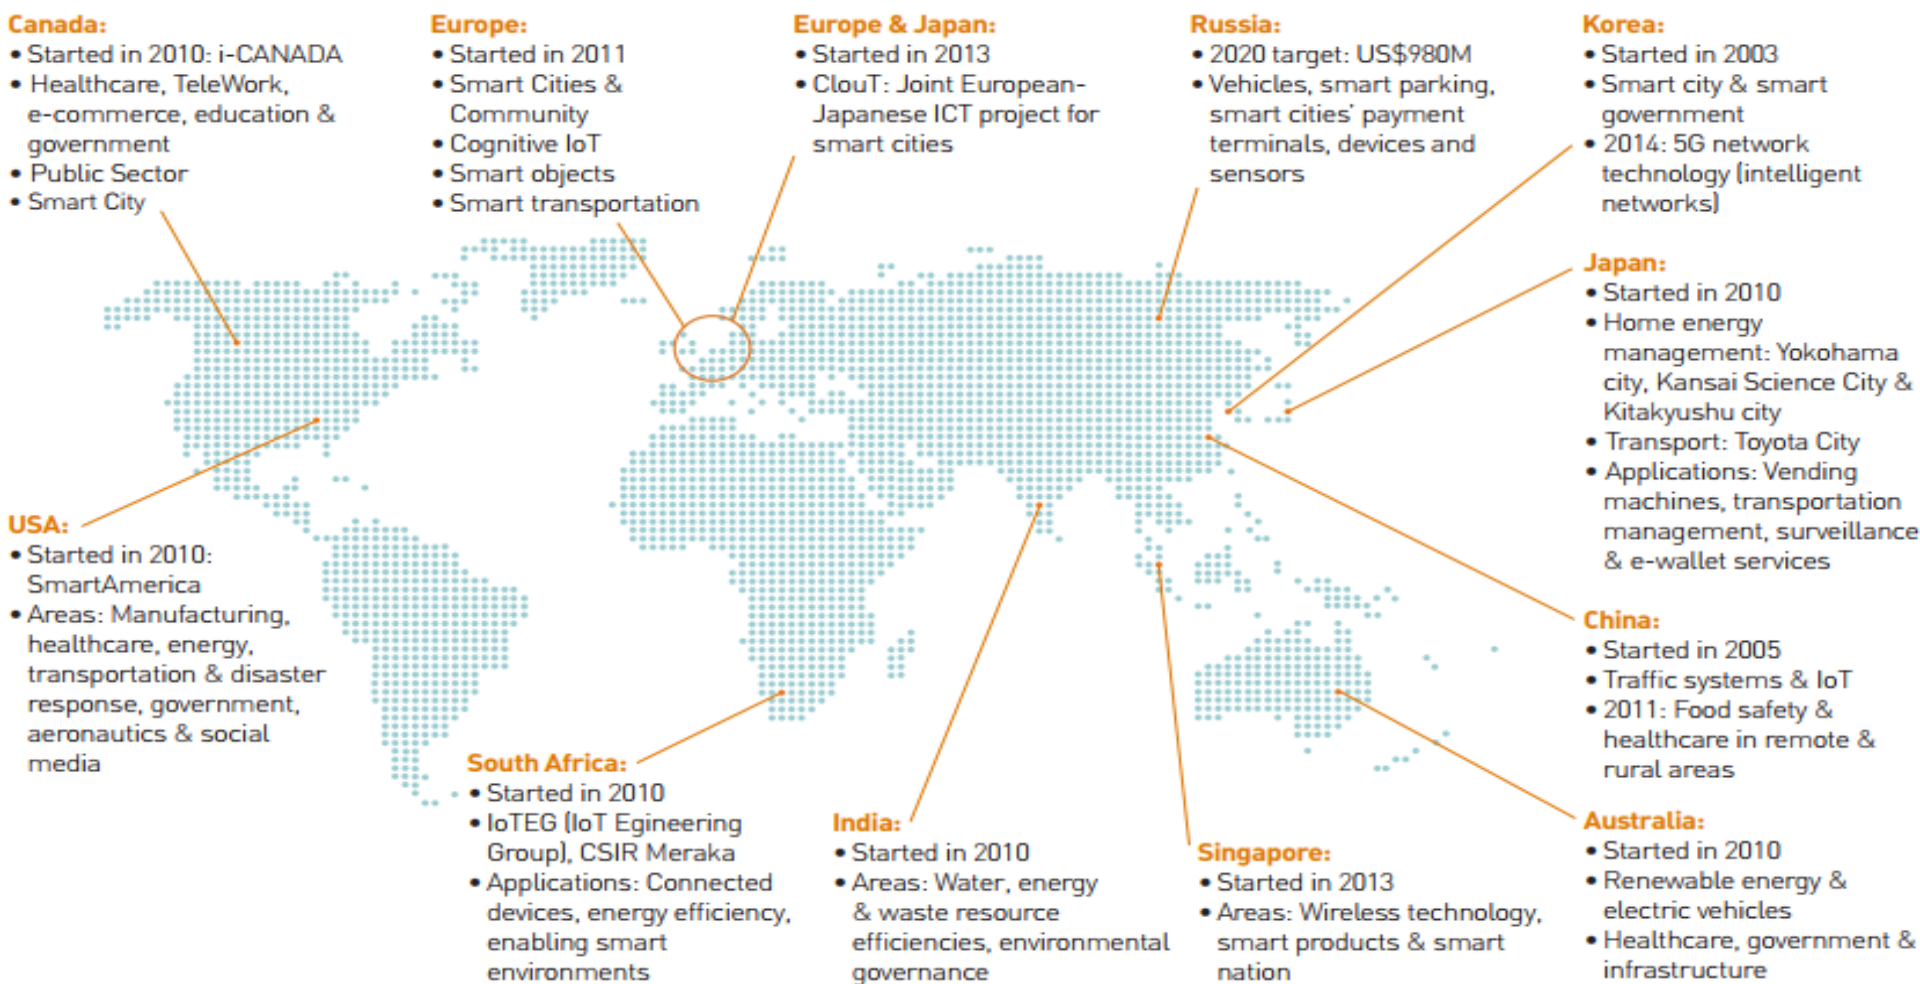 Canada:
• Started in 2010: i-CANADA
• Healthcare, TeleWork,
e-commerce, education &
government
• Public Sector
• Smart City
Europe:
• Started in 2011
• Smart Cities &
Community
• Cognitive IoT
• Smart objects
• Smart transportation
Europe & Japan:
• Started in 2013
• ClouT: Joint European-
Japanese ICT project for
smart cities
Russia:
• 2020 target: US$980M
• Vehicles, smart parking,
smart cities’ payment
terminals, devices and
sensors
Korea:
• Started in 2003
• Smart city & smart
government
• 2014: 5G network
technology (intelligent
networks)
Japan:
• Started in 2010
• Home energy
management: Yokohama
city, Kansai Science City &
Kitakyushu city
• Transport: Toyota City
• Applications: Vending
machines, transportation
management, surveillance
& e-wallet services
USA:
• Started in 2010:
SmartAmerica
• Areas: Manufacturing,
healthcare, energy,
transportation & disaster
response, government,
aeronautics & social
media
China:
• Started in 2005
• Traffic systems & IoT
• 2011: Food safety &
healthcare in remote &
rural areas
South Africa:
• Started in 2010
• IoTEG (IoT Egineering
Group), CSIR Meraka
• Applications: Connected
devices, energy efficiency,
enabling smart
environments
India:
• Started in 2010
• Areas: Water, energy
& waste resource
efficiencies, environmental
governance
Singapore:
• Started in 2013
• Areas: Wireless technology,
smart products & smart
nation
Australia:
• Started in 2010
• Renewable energy &
electric vehicles
• Healthcare, government &
infrastructure